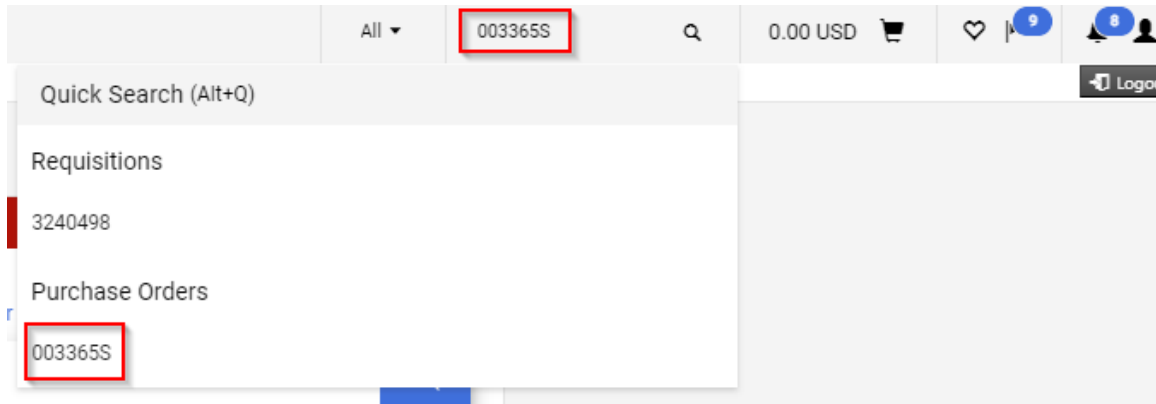 All 003365S 0.00 USD 9 8
Logo
Quick Search (Alt+Q)
Requisitions
3240498
Purchase Orders
r
003365S